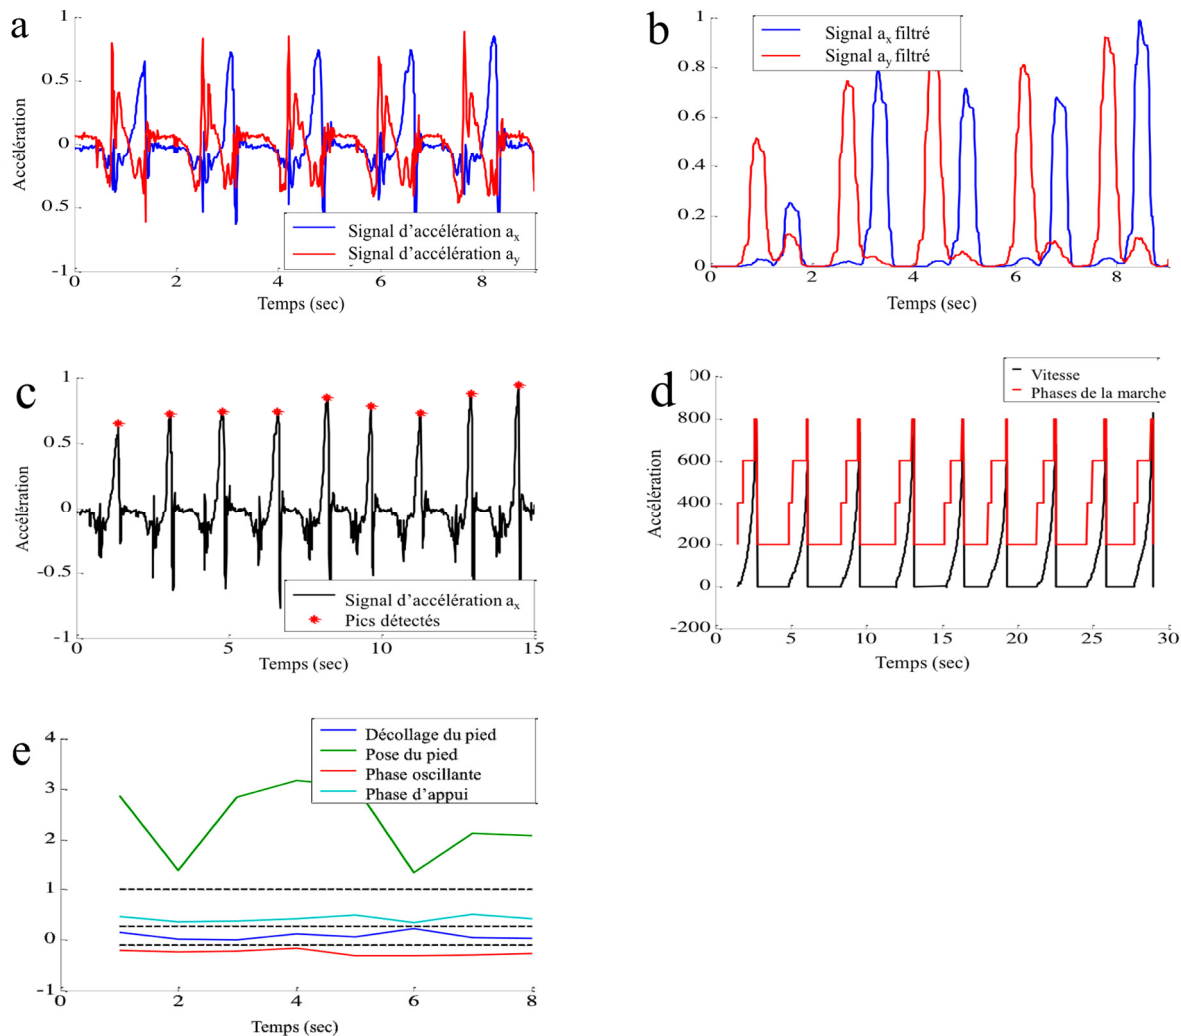 a
1
0.5
0
0.5
-1
0
2
4
6
8
Accélération
Temps (sec)
Signal d'accélération aₓ
Signal d'accélération a_y
b
1
0.8
0.6
0.4
0.2
0
0
2
4
6
8
Temps (sec)
Signal aₓ filtré
Signal a_y filtré
c
1
0.5
0
-0.5
-1
0
5
10
15
Accélération
Temps (sec)
Signal d'accélération aₓ
Pics détectés
d
00
800
600
400
200
0
-200
0
5
10
15
20
25
30
Accélération
Temps (sec)
Vitesse
Phases de la marche
e
4
3
2
1
0
-1
0
2
4
6
8
Temps (sec)
Décollage du pied
Pose du pied
Phase oscillante
Phase d'appui